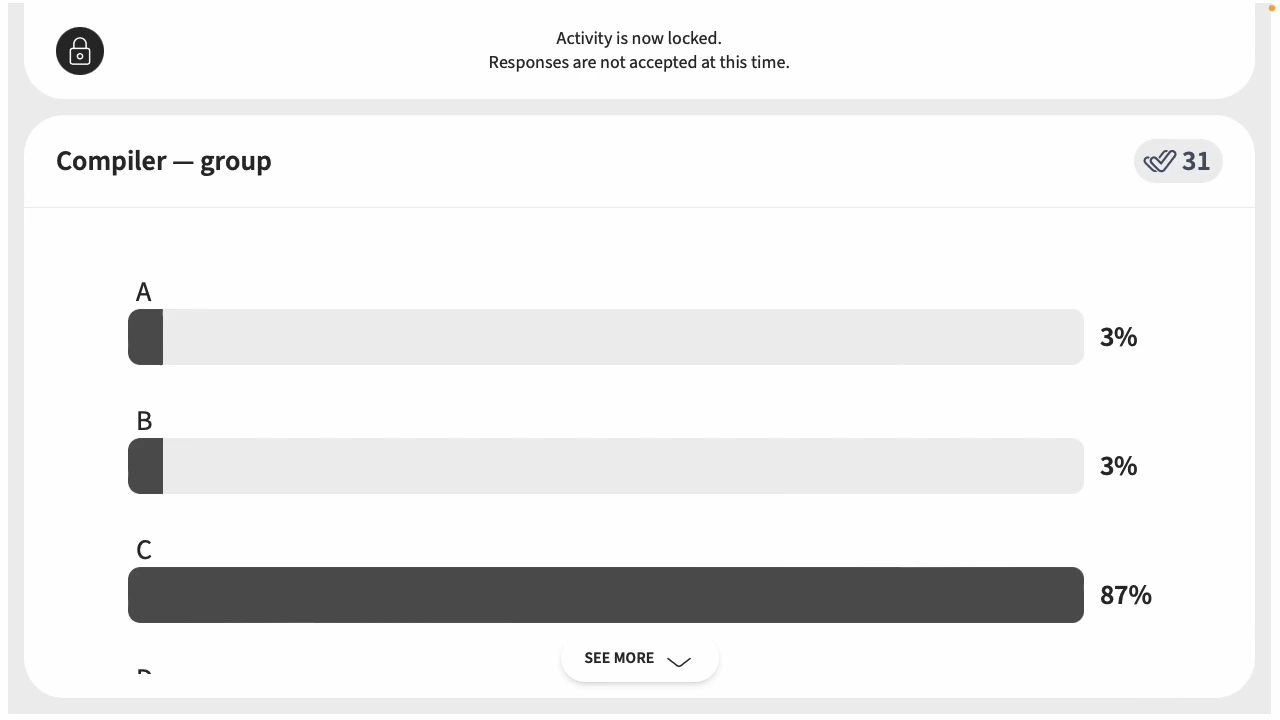 Activity is now locked.
Responses are not accepted at this time.
Compiler — group
31
A
3%
B
3%
C
87%
SEE MORE